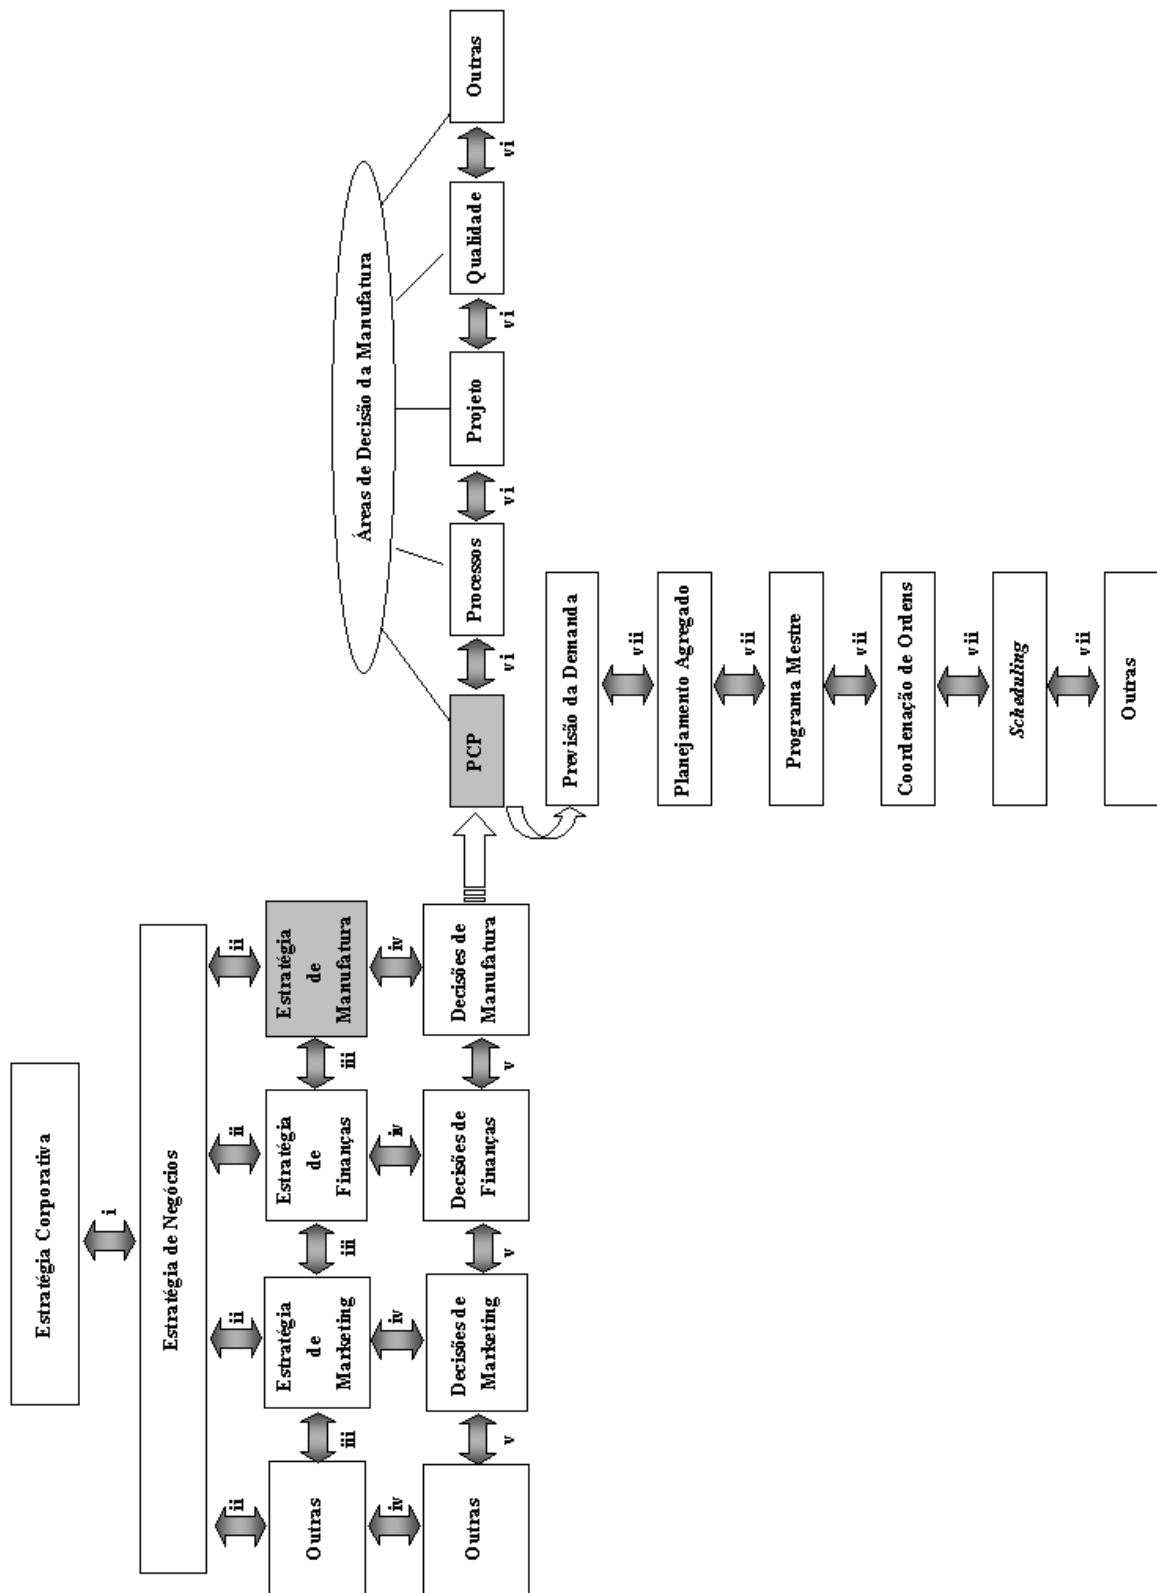 Estratégia Corporativa
i
Estratégia de Negócios
ii
ii
ii
ii
Outras
iii
Estratégia
de
Marketing
iii
Estratégia
de
Finanças
iii
Estratégia
de
Manufatura
iv
iv
iv
iv
Outras
v
Decisões de
Marketing
v
Decisões de
Finanças
v
Decisões de
Manufatura
Áreas de Decisão da Manufatura
PCP
vi
Processos
vi
Projeto
vi
Qualidade
vi
Outras
Previsão da Demanda
vii
Planejamento Agregado
vii
Programa Mestre
vii
Coordenação de Ordens
vii
Scheduling
vii
Outras